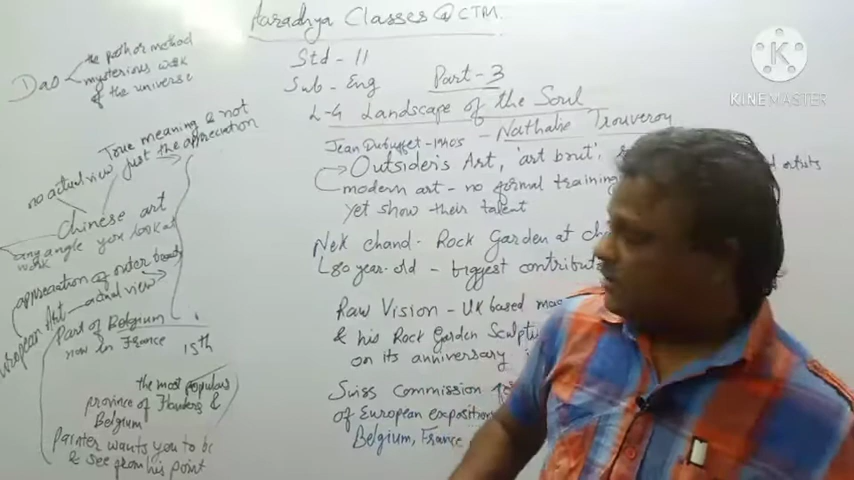 Aaradhya Classes @ CTM.
Std - 11
Sub - Eng
Part - 3
L-4 Landscape of the Soul
Jean Dubuffet - 1940s - Nathalie Trouveroy
Outsider's Art, 'art brut', artists
modern art - no formal training
yet show their talent
Nek chand - Rock Garden at
80 year-old - biggest contribut
Raw Vision - UK based
& his Rock Garden Sculpt
on its anniversary
Swiss Commission
of European exposition
Belgium, France
Dao
the path or method
mysterious work
of the universe
True meaning & not
just the appreciation
no actual view
Chinese art
any angle you look at
work
appreciation of outer
actual view
European Art
Part of Belgium
now in France 15th
the most popular
province of Flanders &
Belgium
Painter wants you to be
& see from his point
KINEMASTER